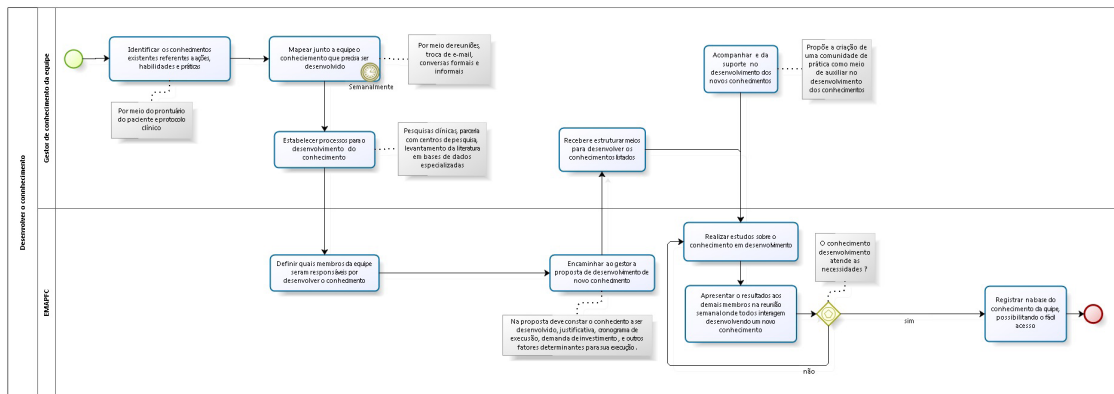 Desenvolver o connhecimento
Gestor de conhecimento da equipe
Identificar os conhecimentos
existentes referentes a ações,
habilidades e práticas
Por meio do prontuário
do paciente e protocolo
clínico
Mapear junto a equipe o
conheciemento que precisa ser
desenvolvido
Semanalmente
Por meio de reuniões,
troca de e-mail,
conversas formais e
informais
Estabelecer processos para o
desenvolvimento do
conhecimento
Pesquisas clínicas, parceria
com centros de pesquisa,
levantamento da literatura
em bases de dados
especializadas
Receber e estruturar meios
para desenvolver os
conhecimentos listados
Acompanhar e da
suporte no
desenvolvimento dos
novos conhecimentos
Propõe a criação de
uma comunidade de
prática como meio
de auxiliar no
desenvolvimento
dos conhecimentos
EMAPFC
Definir quais membros da equipe
seram responsáveis por
desenvolver o conhecimento
Encaminhar ao gestor a
proposta de desenvolvimento de
novo conhecimento
Na proposta deve constar o conhecimento a ser
desenvolvido, justificativa, cronograma de
execusão, demanda de investimento, e outros
fatores determinantes para sua execução.
Realizar estudos sobre o
conhecimento em desenvolvimento
Apresentar o resultados aos
demais membros na reunião
semanal onde todos interagem
desenvolvendo um novo
conhecimento
O conhecimento
desenvolvimento
atende as
necessidades ?
sim
não
Registrar na base do
conhecimento da quipe,
possibilitando o fácil
acesso